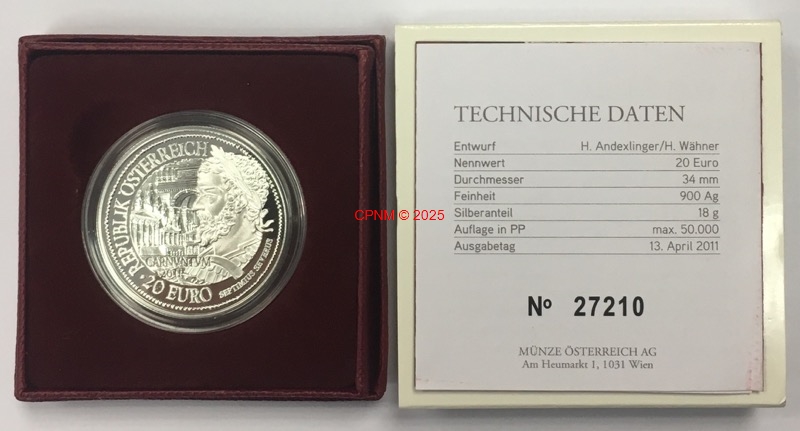 REPUBLIK ÖSTERREICH
CARNUNTUM
2011
20 EURO
SEPTIMIUS SEVERUS
CPNM © 2025
TECHNISCHE DATEN
Entwurf H. Andexlinger/H. Wähner
Nennwert 20 Euro
Durchmesser 34 mm
Feinheit 900 Ag
Silberanteil 18 g
Auflage in PP max. 50.000
Ausgabetag 13. April 2011
Nº 27210
MÜNZE ÖSTERREICH AG
Am Heumarkt 1, 1031 Wien